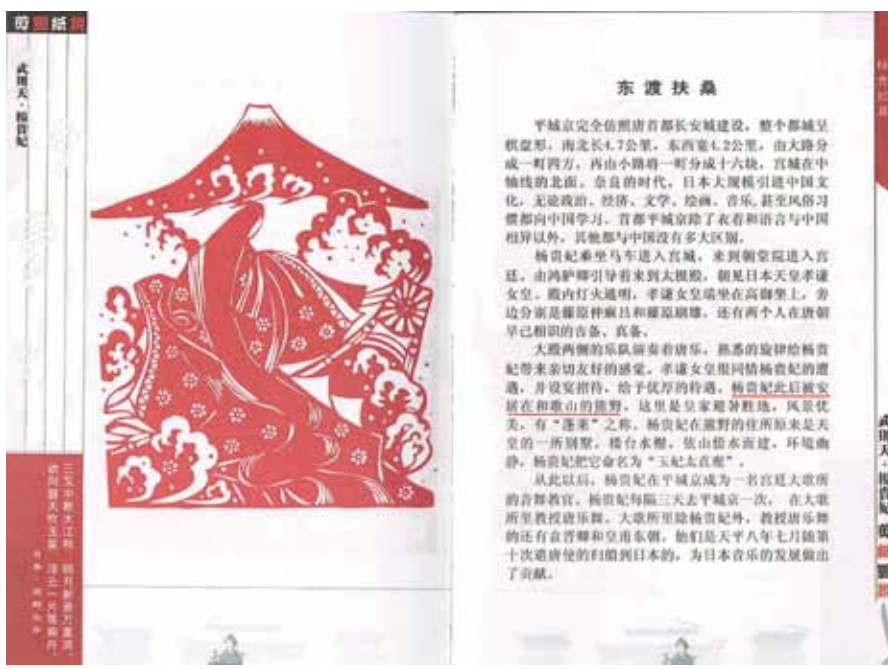 武则天·杨贵妃
东渡扶桑
平城京完全仿照唐首都长安城建设，整个都城呈
棋盘形，南北长4.7公里，东西宽4.2公里，由大路分
成一町四方，再由小路将一町分成十六块，宫城在中
轴线的北面。奈良的时代，日本大规模引进中国文
化，无论政治、经济、文学、绘画、音乐，甚至风俗习
惯都向中国学习，首都平城京除了衣着和语言与中国
相异以外，其他都与中国没有多大区别。
杨贵妃乘坐马车进入宫城，来到朝堂院进入宫
廷，由鸿胪卿引导着来到太极殿，朝见日本天皇孝谦
女皇。殿内灯火通明，孝谦女皇端坐在高御坐上，旁
边分别是藤原仲麻吕和藤原刷雄，还有两个人在唐朝
早已相识的吉备、真备。
大殿两侧的乐队演奏着唐乐，熟悉的旋律给杨贵
妃带来亲切友好的感觉，孝谦女皇很同情杨贵妃的遭
遇，并设宴招待，给予优厚的待遇，杨贵妃此后被安
居在和歌山的熊野，这里是皇家避暑胜地，风景优
美，有“蓬莱”之称。杨贵妃在熊野的住所原来是天
皇的一所别墅，楼台水榭，依山傍水而建，环境幽
静，杨贵妃把它命名为“玉妃太真殿”。
从此以后，杨贵妃在平城京成为一名宫廷大歌所
的音舞教官。杨贵妃每隔三天去平城京一次， 在大歌
所里教授唐乐舞。大歌所里除杨贵妃外，教授唐乐舞
的还有袁晋卿和皇甫东朝，他们是天平八年七月随第
十次遣唐使的归船到日本的，为日本音乐的发展做出
了贡献。
武则天·杨贵妃